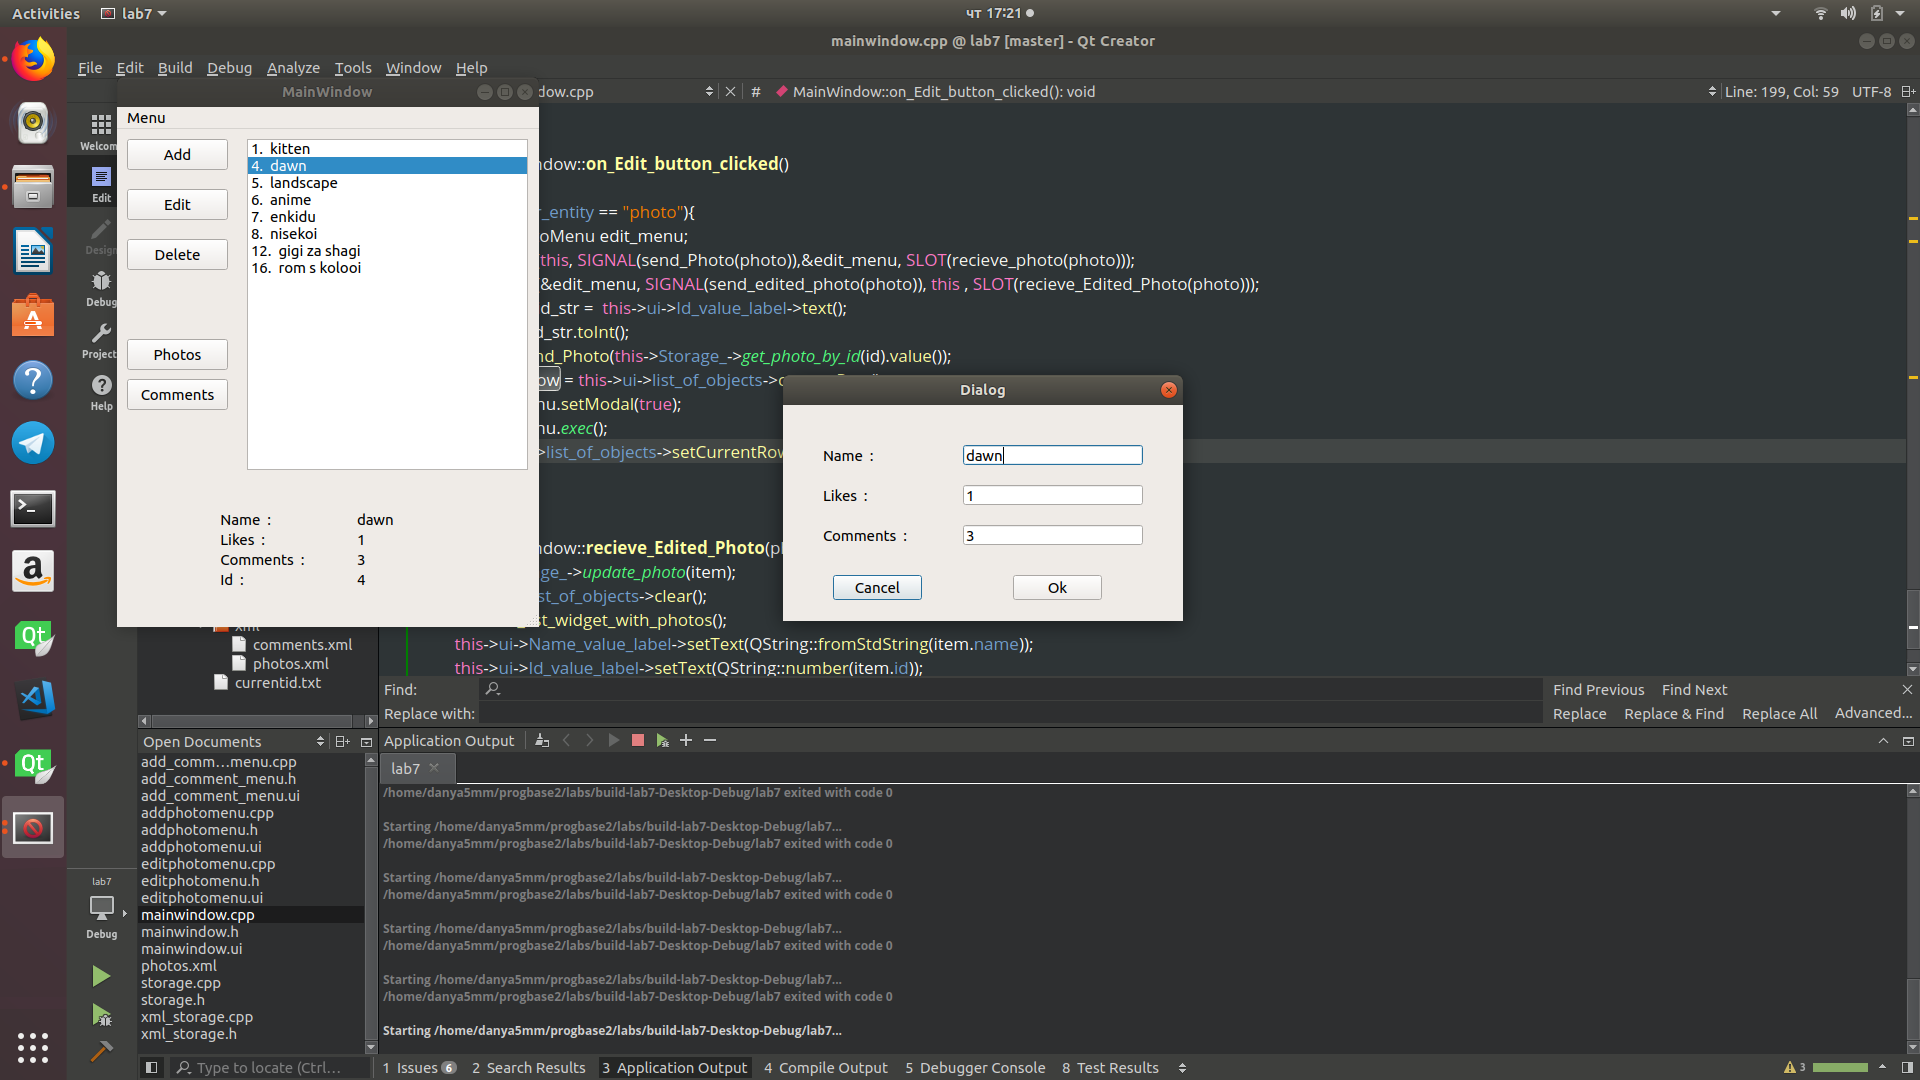 Activities lab7 чт 17:21
mainwindow.cpp @ lab7 [master] - Qt Creator
File Edit Build Debug Analyze Tools Window Help
MainWindow
dow.cpp # MainWindow::on_Edit_button_clicked(): void Line: 199, Col: 59 UTF-8
Menu
Welcom
Edit
Design
Debug
Project
Help
Add
Edit
Delete
Photos
Comments
1. kitten
4. dawn
5. landscape
6. anime
7. enkidu
8. nisekoi
12. gigi za shagi
16. rom s kolooi
Name : dawn
Likes : 1
Comments : 3
Id : 4
ndow::on_Edit_button_clicked()
r_entity == "photo"){
oMenu edit_menu;
this, SIGNAL(send_Photo(photo)),&edit_menu, SLOT(recieve_photo(photo)));
&edit_menu, SIGNAL(send_edited_photo(photo)), this , SLOT(recieve_Edited_Photo(photo)));
d_str = this->ui->Id_value_label->text();
d_str.toInt();
nd_Photo(this->Storage_->get_photo_by_id(id).value());
ow = this->ui->list_of_objects->
nu.setModal(true);
nu.exec();
>list_of_objects->setCurrentRow
ndow::recieve_Edited_Photo(p
ge_->update_photo(item);
st_of_objects->clear();
st_widget_with_photos();
this->ui->Name_value_label->setText(QString::fromStdString(item.name));
this->ui->Id_value_label->setText(QString::number(item.id));
Dialog
Name : dawn
Likes : 1
Comments : 3
Cancel Ok
xml
comments.xml
photos.xml
currentid.txt
Find: Find Previous Find Next
Replace with: Replace Replace & Find Replace All Advanced...
Open Documents
add_comm...menu.cpp
add_comment_menu.h
add_comment_menu.ui
addphotomenu.cpp
addphotomenu.h
addphotomenu.ui
editphotomenu.cpp
editphotomenu.h
editphotomenu.ui
mainwindow.cpp
mainwindow.h
mainwindow.ui
photos.xml
storage.cpp
storage.h
xml_storage.cpp
xml_storage.h
lab7
Debug
Application Output
lab7
/home/danya5mm/progbase2/labs/build-lab7-Desktop-Debug/lab7 exited with code 0
Starting /home/danya5mm/progbase2/labs/build-lab7-Desktop-Debug/lab7...
/home/danya5mm/progbase2/labs/build-lab7-Desktop-Debug/lab7 exited with code 0
Starting /home/danya5mm/progbase2/labs/build-lab7-Desktop-Debug/lab7...
/home/danya5mm/progbase2/labs/build-lab7-Desktop-Debug/lab7 exited with code 0
Starting /home/danya5mm/progbase2/labs/build-lab7-Desktop-Debug/lab7...
/home/danya5mm/progbase2/labs/build-lab7-Desktop-Debug/lab7 exited with code 0
Starting /home/danya5mm/progbase2/labs/build-lab7-Desktop-Debug/lab7...
/home/danya5mm/progbase2/labs/build-lab7-Desktop-Debug/lab7 exited with code 0
Starting /home/danya5mm/progbase2/labs/build-lab7-Desktop-Debug/lab7...
Type to locate (Ctrl... 1 Issues 6 2 Search Results 3 Application Output 4 Compile Output 5 Debugger Console 8 Test Results 3